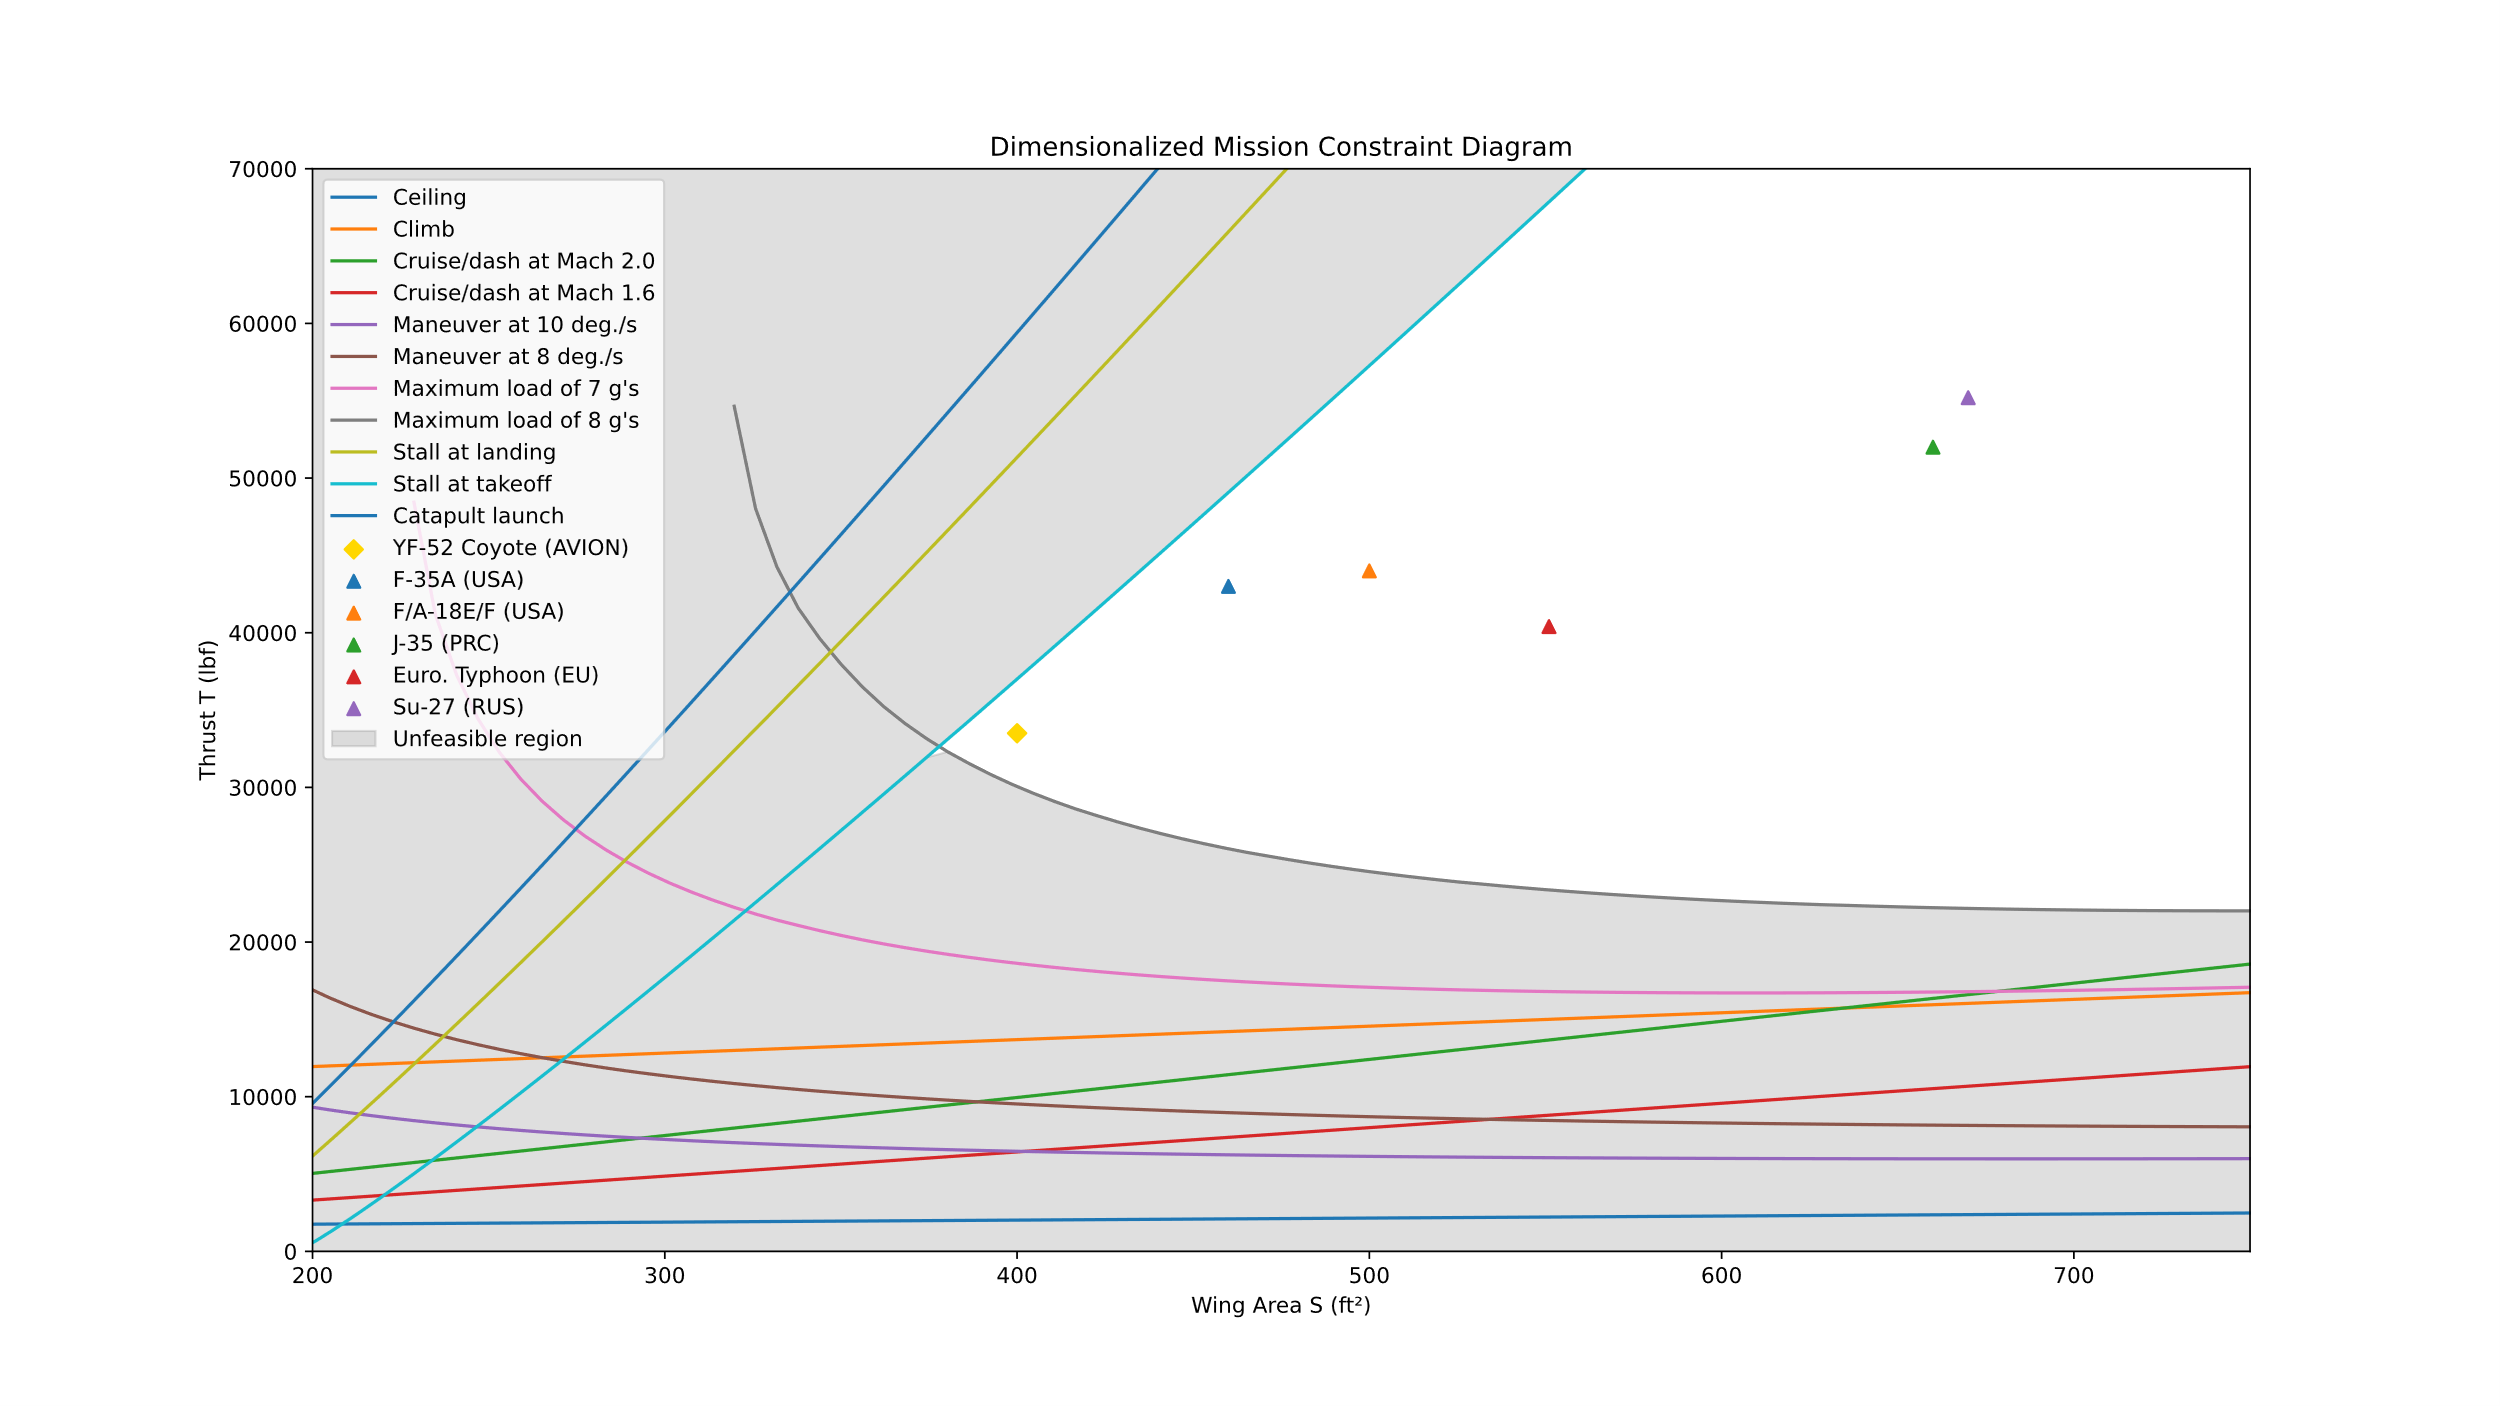 Dimensionalized Mission Constraint Diagram
70000
60000
50000
40000
30000
20000
10000
0
Thrust T (lbf)
Ceiling
Climb
Cruise/dash at Mach 2.0
Cruise/dash at Mach 1.6
Maneuver at 10 deg./s
Maneuver at 8 deg./s
Maximum load of 7 g's
Maximum load of 8 g's
Stall at landing
Stall at takeoff
Catapult launch
YF-52 Coyote (AVION)
F-35A (USA)
F/A-18E/F (USA)
J-35 (PRC)
Euro. Typhoon (EU)
Su-27 (RUS)
Unfeasible region
200 300 400 500 600 700
Wing Area S (ft²)